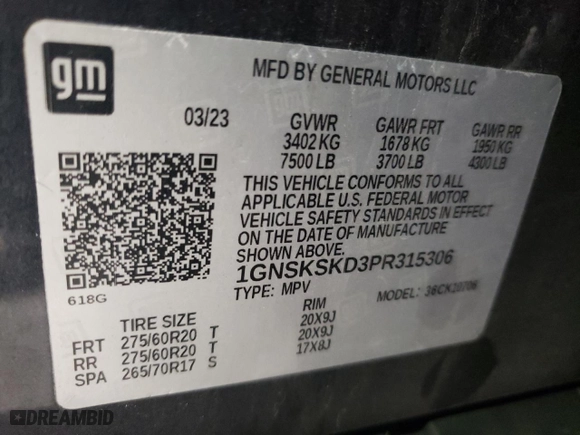 gm
MFD BY GENERAL MOTORS LLC
03/23 GVWR GAWR FRT GAWR RR
3402 KG 1678 KG 1950 KG
7500 LB 3700 LB 4300 LB
THIS VEHICLE CONFORMS TO ALL
APPLICABLE U.S. FEDERAL MOTOR
VEHICLE SAFETY STANDARDS IN EFFECT
ON THE DATE OF MANUFACTURE
SHOWN ABOVE.
1GNSKSKD3PR315306
618G TYPE: MPV MODEL:
TIRE SIZE RIM
FRT 275/60R20 T 20X9J
RR 275/60R20 T 20X9J
SPA 265/70R17 S 17X8J
DREAMBID